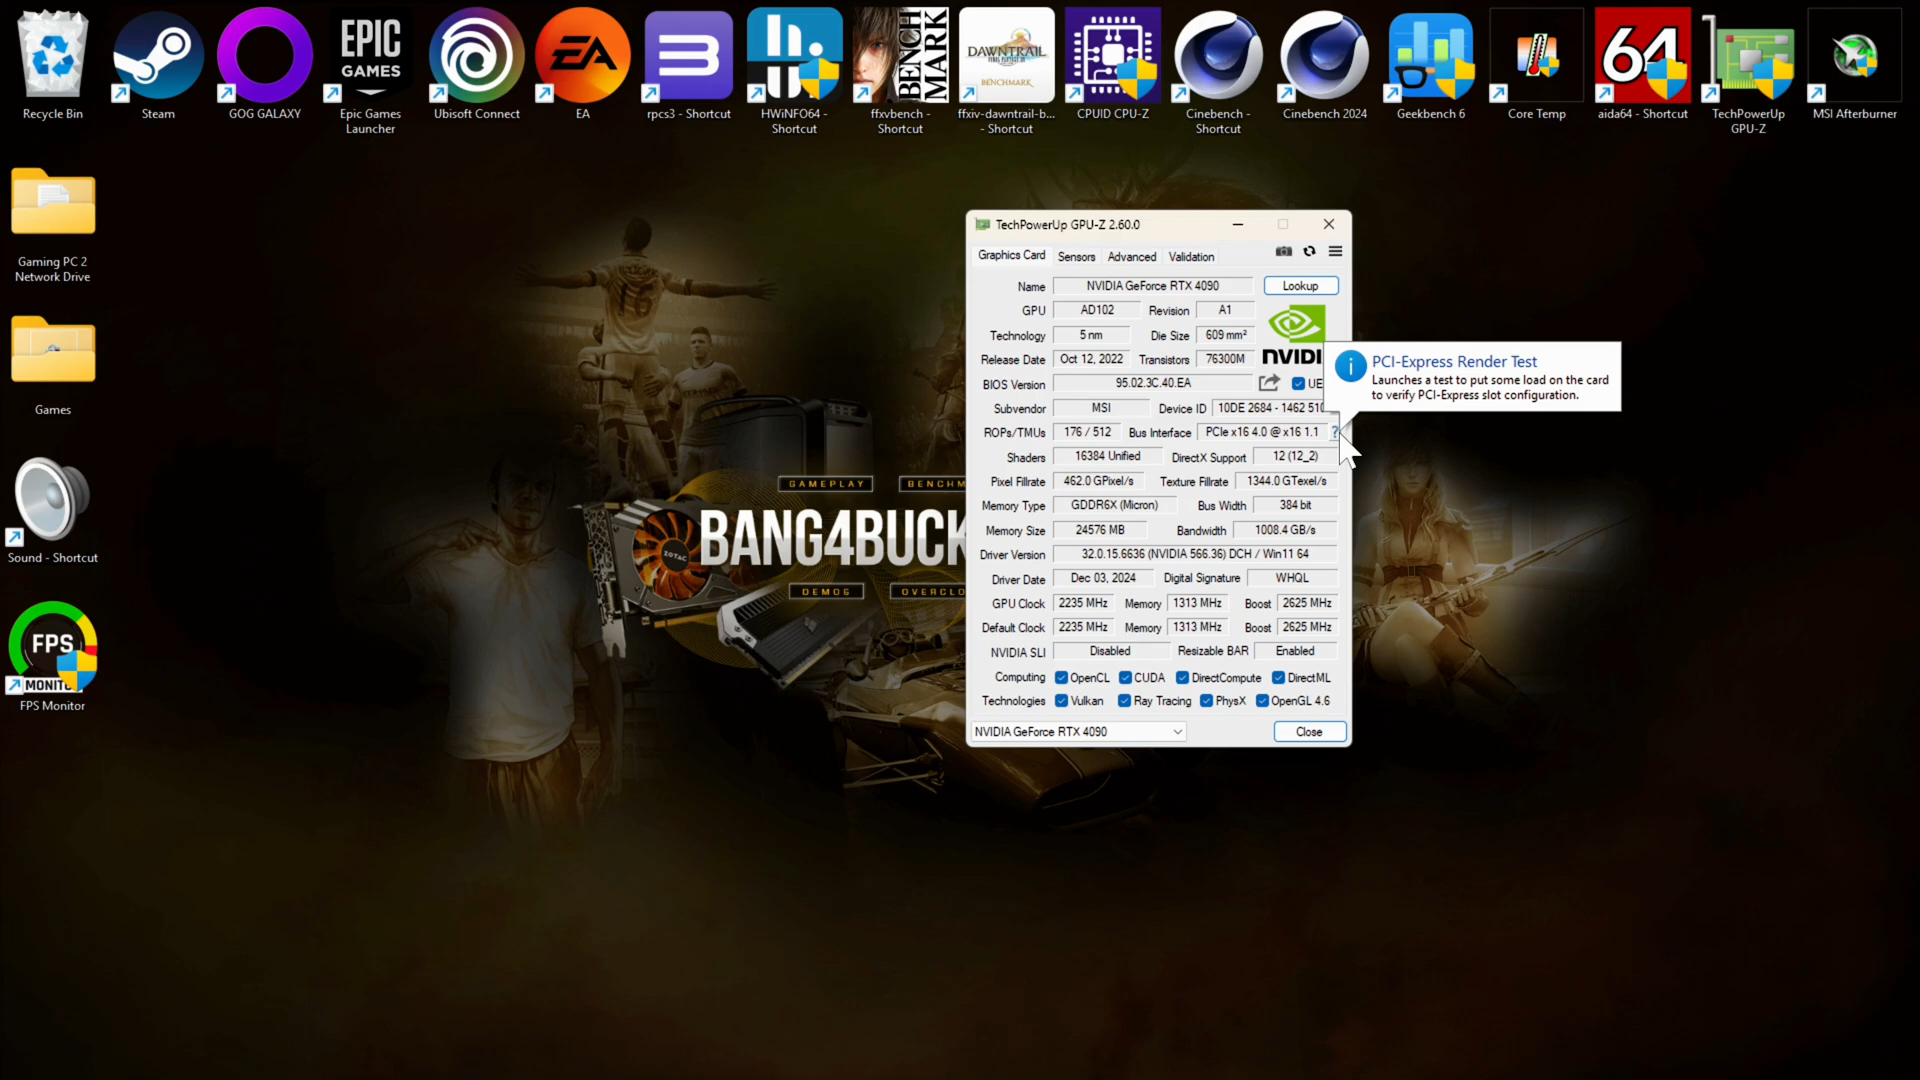 Recycle Bin
Steam
GOG GALAXY
EPIC
GAMES
Epic Games
Launcher
Ubisoft Connect
EA
EA
B
rpcs3 - Shortcut
HWiNFO64 -
Shortcut
BENCH
MARK
ffxvbench -
Shortcut
DAWNTRAIL
BENCHMARK
ffxiv-dawntrail-b...
- Shortcut
CPUID CPU-Z
Cinebench -
Shortcut
Cinebench 2024
Geekbench 6
Core Temp
64
aida64 - Shortcut
TechPowerUp
GPU-Z
MSI Afterburner
Gaming PC 2
Network Drive
Games
Sound - Shortcut
FPS
MONITO
FPS Monitor
16
GAMEPLAY
BENCHM
ZOTAC
BANG4BUCK
DEMOS
OVERCLO
TechPowerUp GPU-Z 2.60.0
Graphics Card Sensors Advanced Validation
Name NVIDIA GeForce RTX 4090 Lookup
GPU AD102 Revision A1
Technology 5 nm Die Size 609 mm²
Release Date Oct 12, 2022 Transistors 76300M
NVIDI
BIOS Version 95.02.3C.40.EA UE
Subvendor MSI Device ID 10DE 2684 - 1462 510
ROPs/TMUs 176 / 512 Bus Interface PCIe x16 4.0 @ x16 1.1 ?
Shaders 16384 Unified DirectX Support 12 (12_2)
Pixel Fillrate 462.0 GPixel/s Texture Fillrate 1344.0 GTexel/s
Memory Type GDDR6X (Micron) Bus Width 384 bit
Memory Size 24576 MB Bandwidth 1008.4 GB/s
Driver Version 32.0.15.6636 (NVIDIA 566.36) DCH / Win11 64
Driver Date Dec 03, 2024 Digital Signature WHQL
GPU Clock 2235 MHz Memory 1313 MHz Boost 2625 MHz
Default Clock 2235 MHz Memory 1313 MHz Boost 2625 MHz
NVIDIA SLI Disabled Resizable BAR Enabled
Computing OpenCL CUDA DirectCompute DirectML
Technologies Vulkan Ray Tracing PhysX OpenGL 4.6
NVIDIA GeForce RTX 4090 Close
PCI-Express Render Test
Launches a test to put some load on the card
to verify PCI-Express slot configuration.